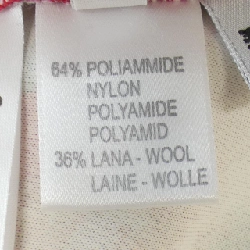 64% POLIAMMIDE
NYLON
POLYAMIDE
POLYAMID
36% LANA - WOOL
LAINE - WOLLE